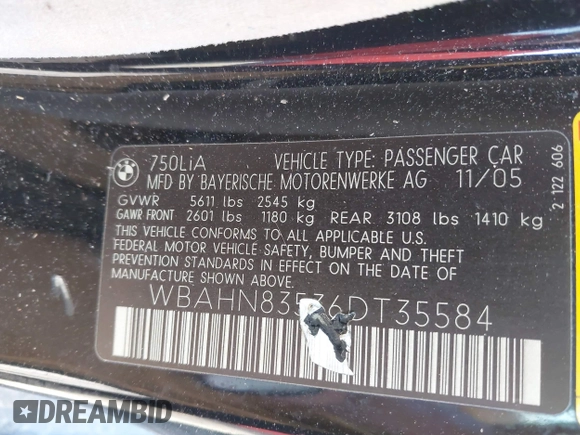 BMW
750LiA VEHICLE TYPE: PASSENGER CAR
MFD BY BAYERISCHE MOTORENWERKE AG 11/05
GVWR 5611 lbs 2545 kg
GAWR FRONT 2601 lbs 1180 kg REAR 3108 lbs 1410 kg
THIS VEHICLE CONFORMS TO ALL APPLICABLE U.S.
FEDERAL MOTOR VEHICLE SAFETY, BUMPER AND THEFT
PREVENTION STANDARDS IN EFFECT ON THE DATE OF
MANUFACTURE SHOWN ABOVE.
2 122 606
DREAMBID